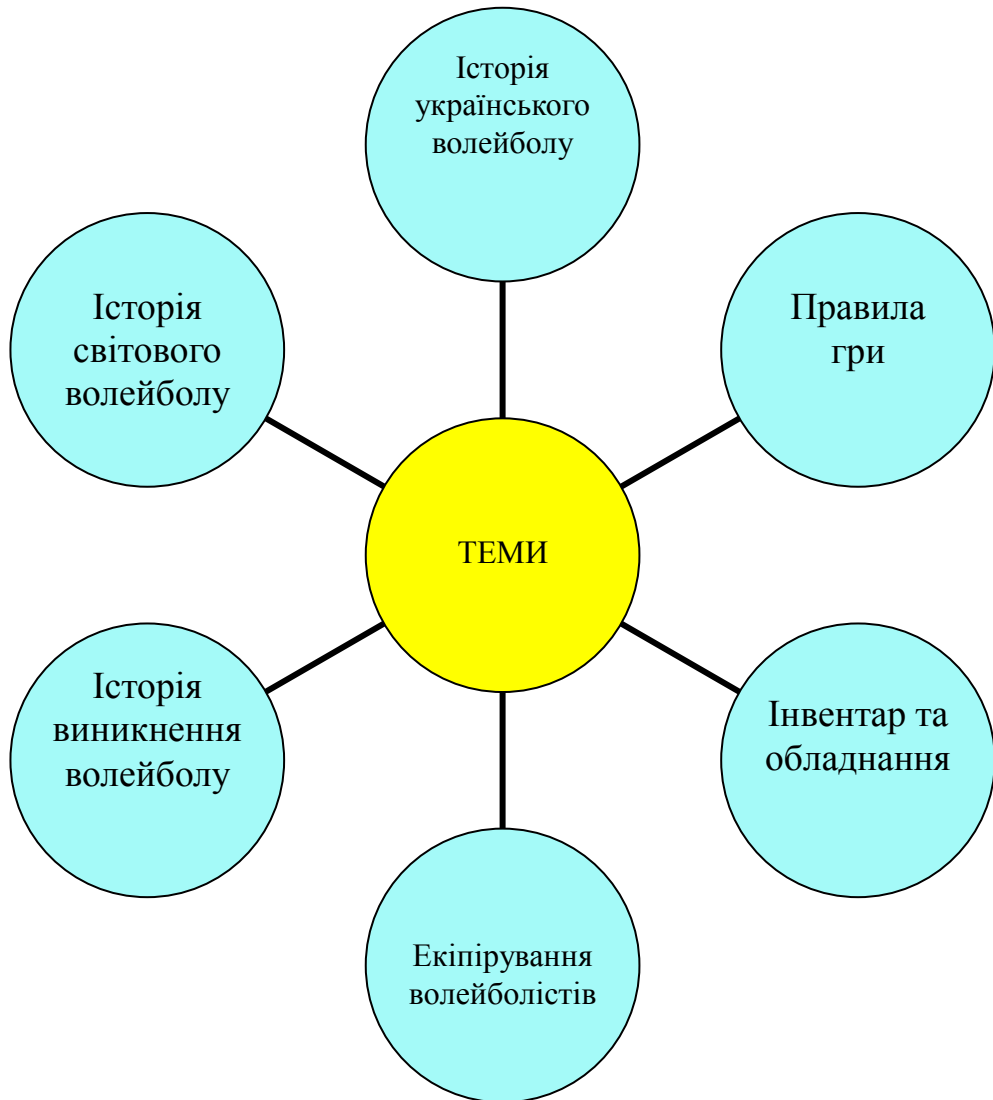 Історія
українського
волейболу
Історія
світового
волейболу
Правила
гри
ТЕМИ
Історія
виникнення
волейболу
Інвентар та
обладнання
Екіпірування
волейболістів